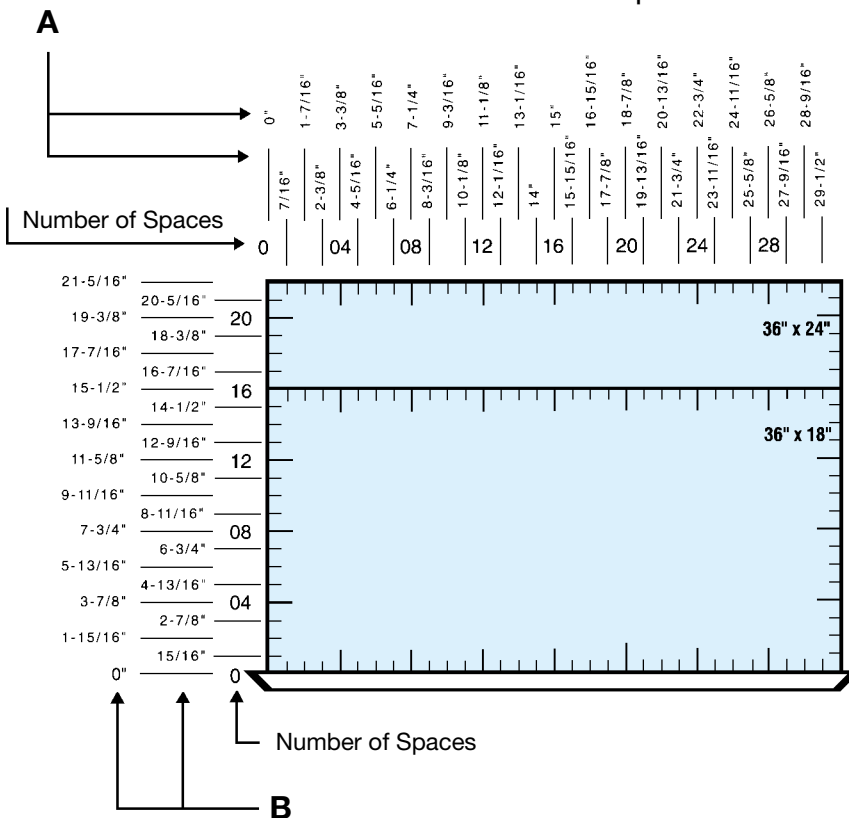 A
0" 1-7/16" 3-3/8" 5-5/16" 7-1/4" 9-3/16" 11-1/8" 13-1/16" 15" 16-15/16" 18-7/8" 20-13/16" 22-3/4" 24-11/16" 26-5/8" 28-9/16"
7/16" 2-3/8" 4-5/16" 6-1/4" 8-3/16" 10-1/8" 12-1/16" 14" 15-15/16" 17-7/8" 19-13/16" 21-3/4" 23-11/16" 25-5/8" 27-9/16" 29-1/2"
Number of Spaces
0 04 08 12 16 20 24 28
21-5/16"
20-5/16"
19-3/8" 20
36" x 24"
18-3/8"
17-7/16"
16-7/16"
15-1/2" 16
14-1/2"
13-9/16"
36" x 18"
12-9/16"
11-5/8" 12
10-5/8"
9-11/16"
8-11/16"
7-3/4" 08
6-3/4"
5-13/16"
4-13/16"
3-7/8" 04
2-7/8"
1-15/16"
15/16"
0" 0
Number of Spaces
B